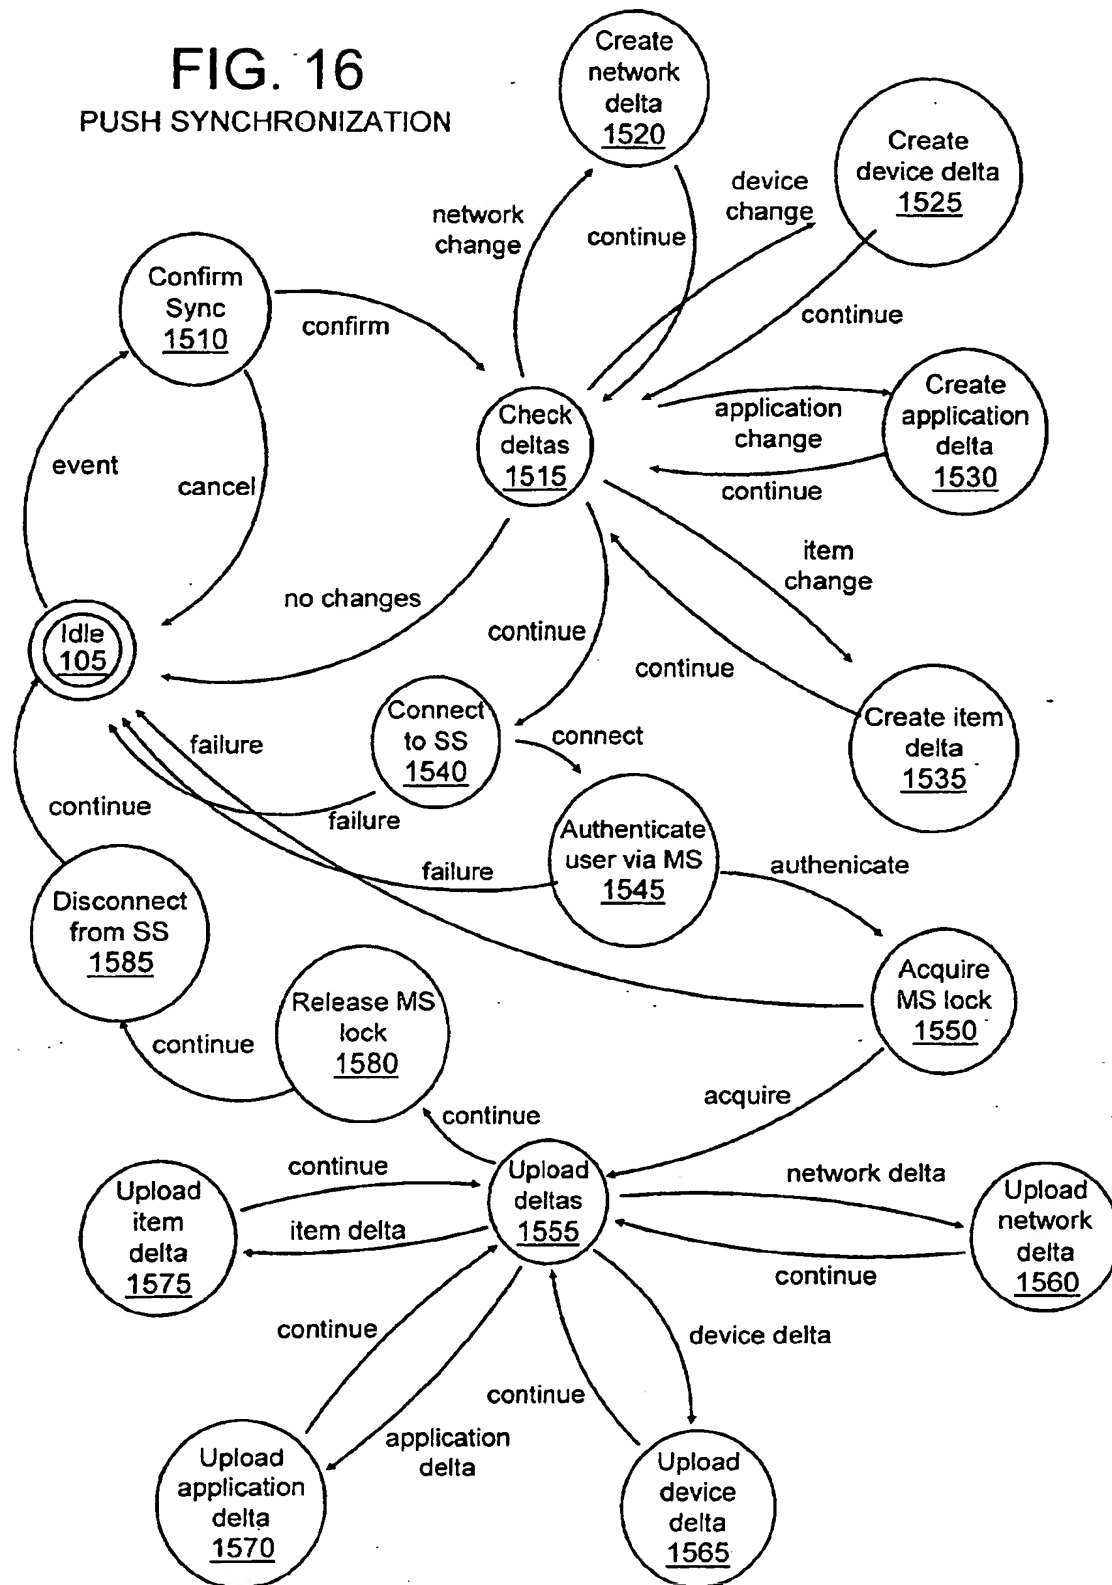 FIG. 16
PUSH SYNCHRONIZATION
Create
network
delta
1520
Create
device delta
1525
device
change
network
change
continue
continue
Confirm
Sync
1510
confirm
Check
deltas
1515
application
change
continue
Create
application
delta
1530
event
cancel
item
change
no changes
continue
continue
Idle
105
Connect
to SS
1540
connect
Create item
delta
1535
failure
failure
continue
Authenticate
user via MS
1545
authenicate
failure
Disconnect
from SS
1585
Acquire
MS lock
1550
Release MS
lock
1580
continue
acquire
continue
Upload
deltas
1555
continue
item delta
Upload
item
delta
1575
network delta
continue
Upload
network
delta
1560
continue
device delta
continue
application
delta
Upload
application
delta
1570
Upload
device
delta
1565